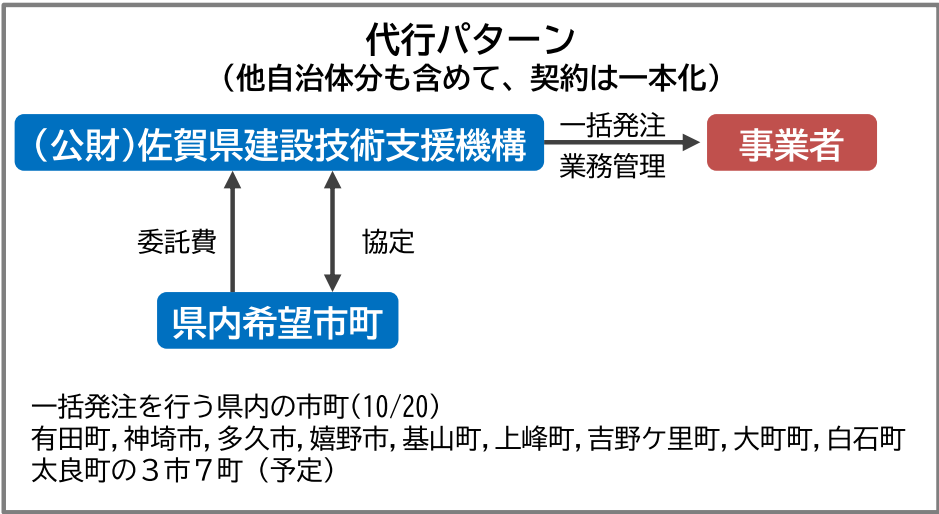 代行パターン
（他自治体分も含めて、契約は一本化）
（公財）佐賀県建設技術支援機構
一括発注
業務管理
事業者
委託費
協定
県内希望市町
一括発注を行う県内の市町(10/20)
有田町,神埼市,多久市,嬉野市,基山町,上峰町,吉野ケ里町,大町町,白石町
太良町の３市７町（予定）